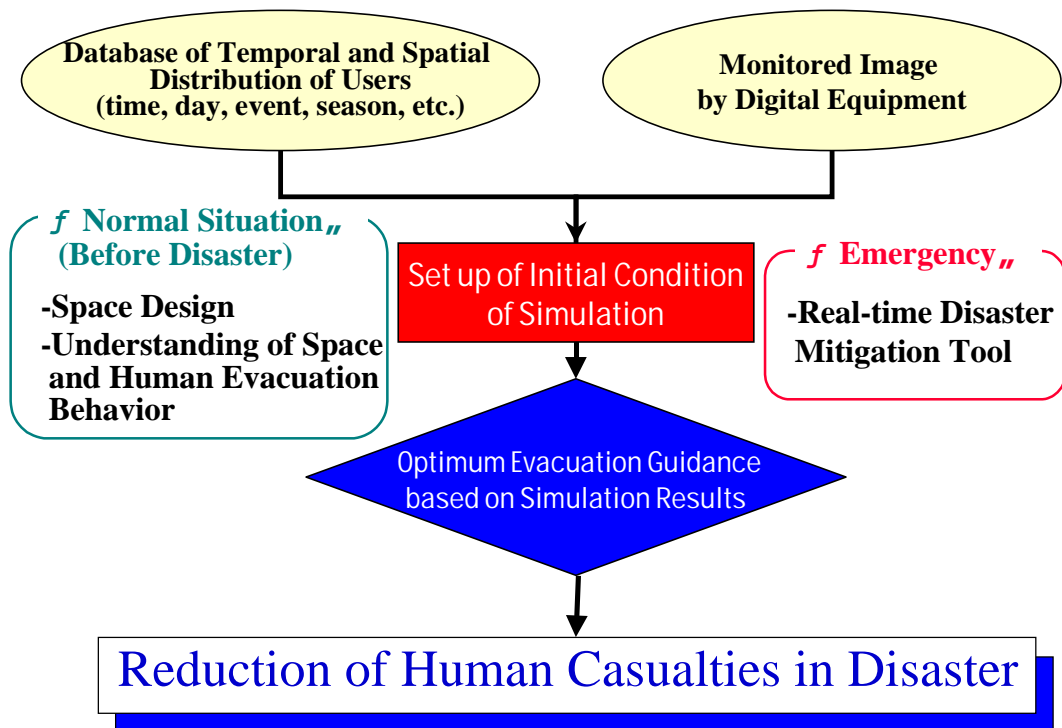 Database of Temporal and Spatial
Distribution of Users
(time, day, event, season, etc.)
Monitored Image
by Digital Equipment
ƒ Normal Situation„
(Before Disaster)
-Space Design
-Understanding of Space
and Human Evacuation
Behavior
Set up of Initial Condition
of Simulation
ƒ Emergency„
-Real-time Disaster
Mitigation Tool
Optimum Evacuation Guidance
based on Simulation Results
Reduction of Human Casualties in Disaster